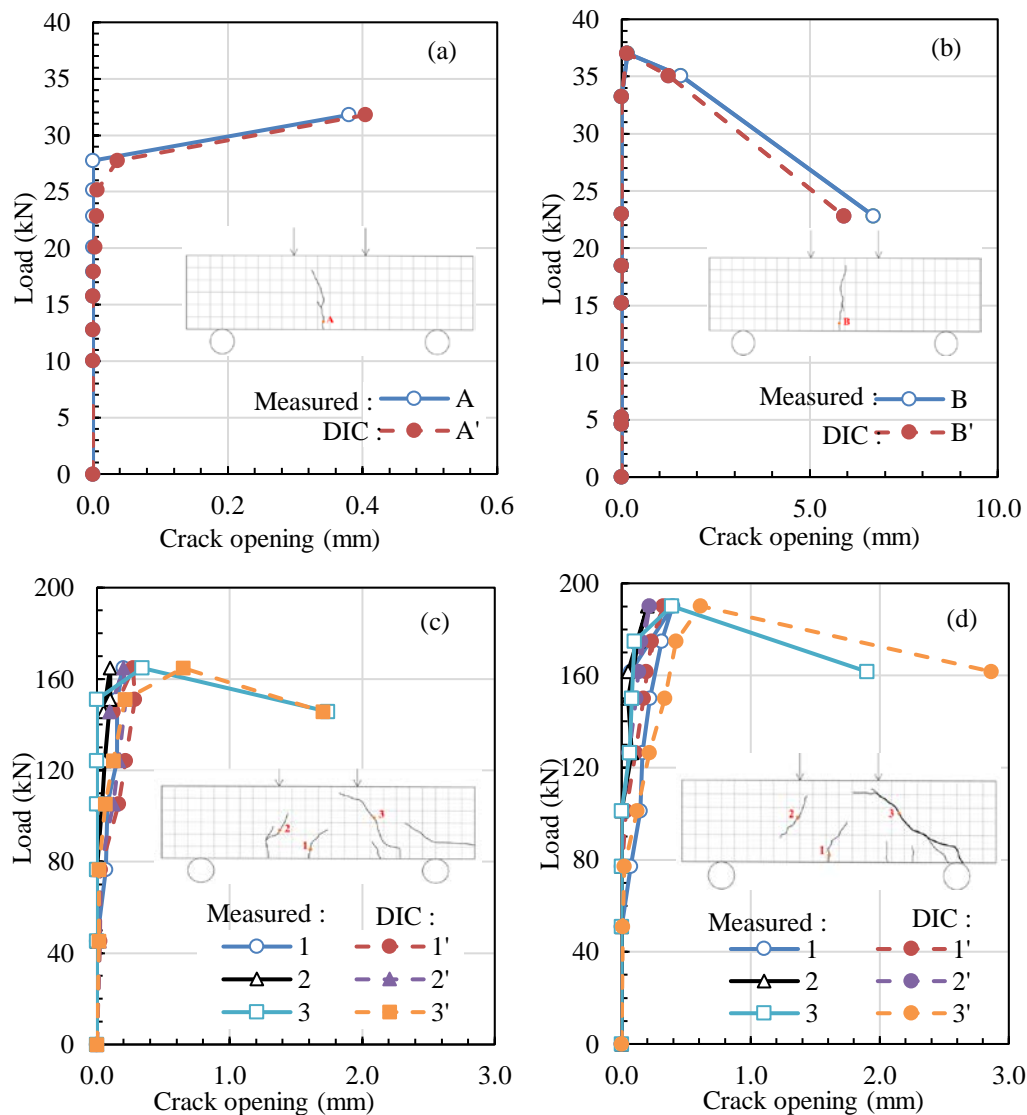 (a)
40
35
30
25
20
15
10
5
0
Load (kN)
A
Measured : A
DIC : A'
0.0 0.2 0.4 0.6
Crack opening (mm)
(b)
40
35
30
25
20
15
10
5
0
Load (kN)
B
Measured : B
DIC : B'
0.0 5.0 10.0
Crack opening (mm)
(c)
200
160
120
80
40
0
Load (kN)
2
3
1
Measured : DIC :
1 1'
2 2'
3 3'
0.0 1.0 2.0 3.0
Crack opening (mm)
(d)
200
160
120
80
40
0
Load (kN)
2
3
1
Measured : DIC :
1 1'
2 2'
3 3'
0.0 1.0 2.0 3.0
Crack opening (mm)